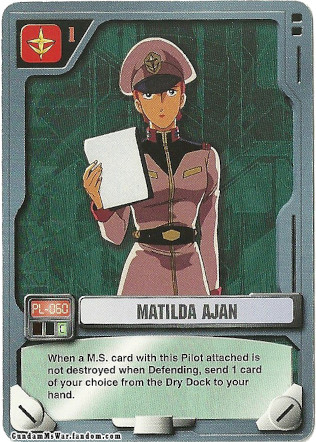 1
MATILDA AJAN
PL-060
C
When a M.S. card with this Pilot attached is
not destroyed when Defending, send 1 card
of your choice from the Dry Dock to your
hand.
GundamMsWar.fandom.com